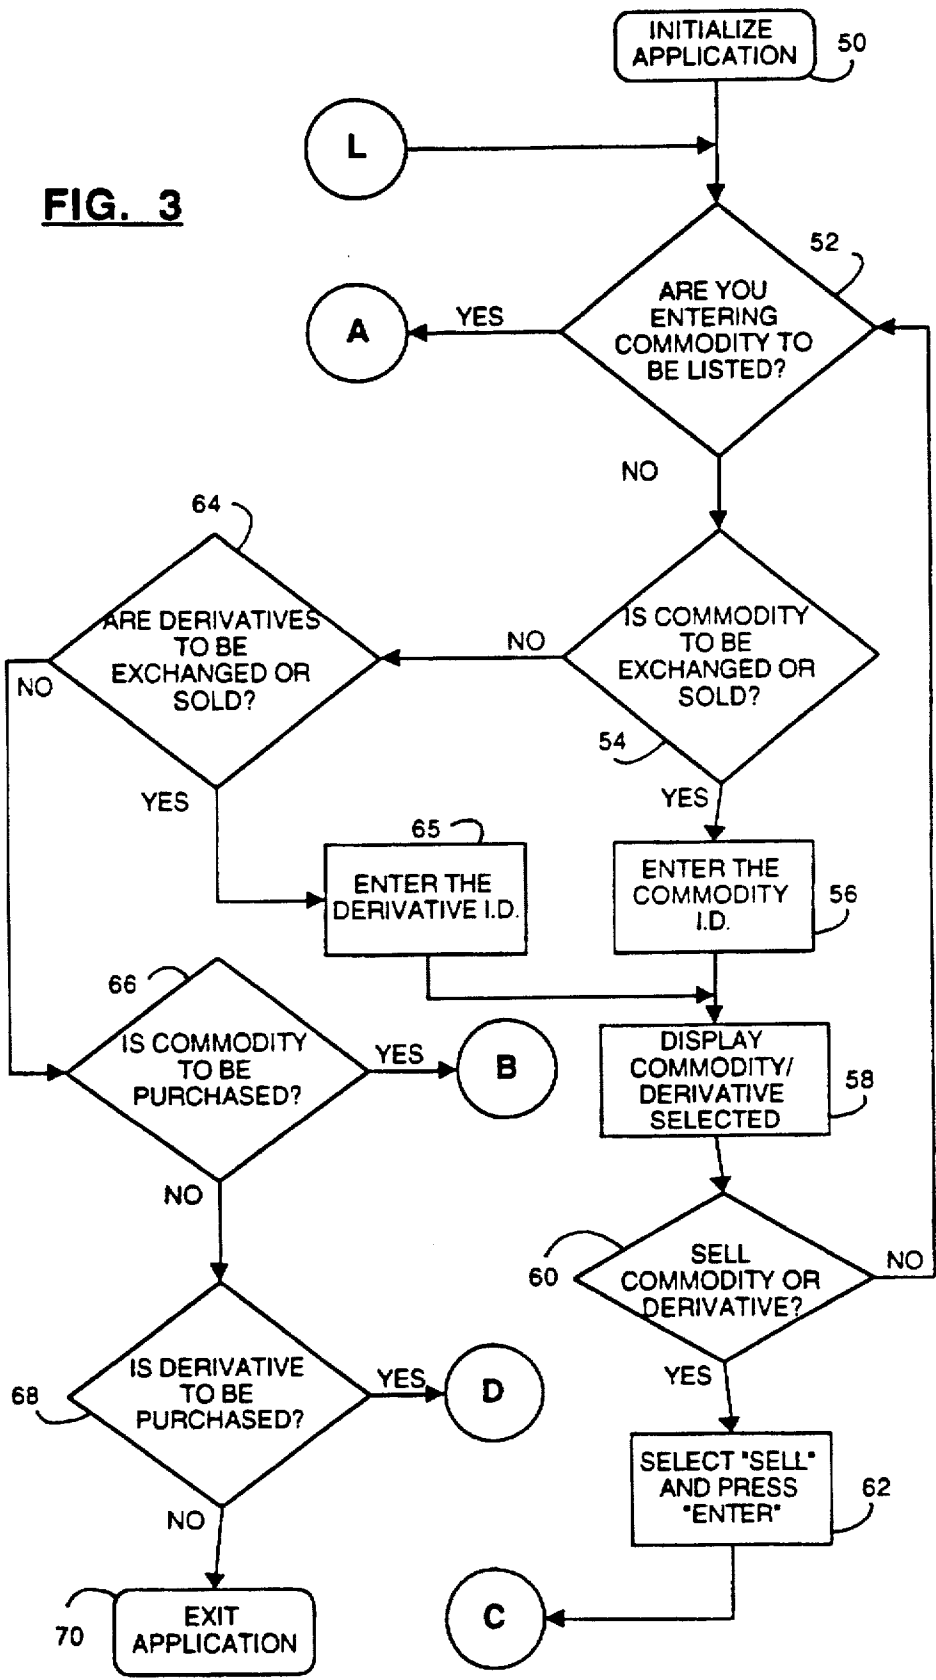 INITIALIZE
APPLICATION
50
L
FIG. 3
52
ARE YOU
ENTERING
COMMODITY TO
BE LISTED?
YES
A
NO
64
ARE DERIVATIVES
TO BE
EXCHANGED OR
SOLD?
NO
IS COMMODITY
TO BE
EXCHANGED OR
SOLD?
NO
54
YES
YES
65
ENTER THE
DERIVATIVE I.D.
ENTER THE
COMMODITY
I.D.
56
66
IS COMMODITY
TO BE
PURCHASED?
YES
B
DISPLAY
COMMODITY/
DERIVATIVE
SELECTED
58
NO
60
SELL
COMMODITY OR
DERIVATIVE?
NO
YES
68
IS DERIVATIVE
TO BE
PURCHASED?
YES
D
SELECT "SELL"
AND PRESS
"ENTER"
62
NO
70
EXIT
APPLICATION
C